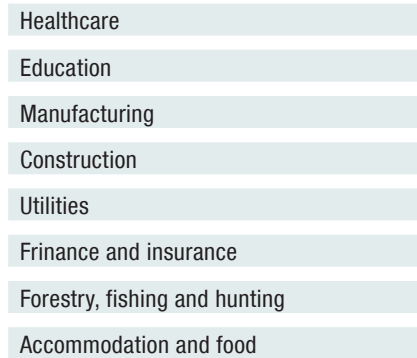 Healthcare
Education
Manufacturing
Construction
Utilities
Frinance and insurance
Forestry, fishing and hunting
Accommodation and food